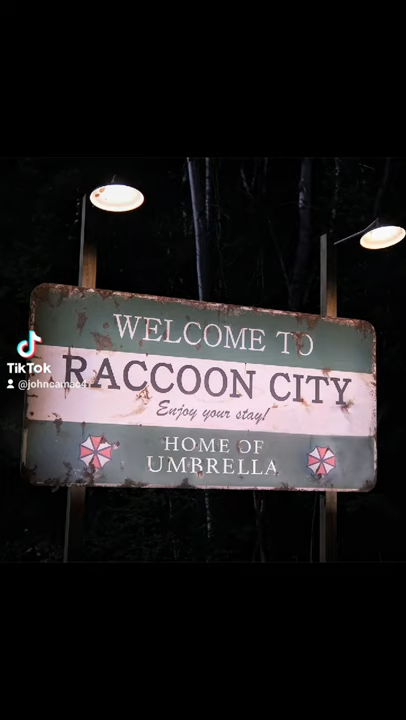 WELCOME TO
RACCOON CITY
Enjoy your stay!
HOME OF
UMBRELLA
TikTok